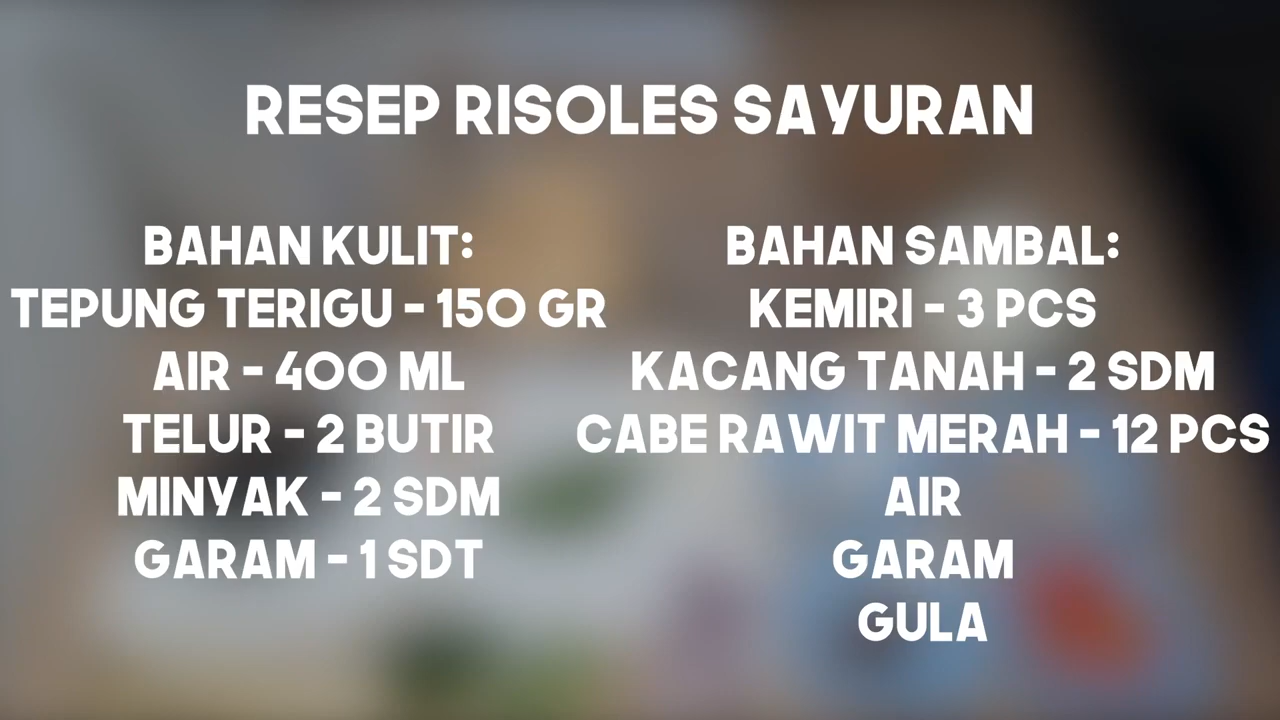 RESEP RISOLES SAYURAN
BAHAN KULIT:
TEPUNG TERIGU - 150 GR
AIR - 400 ML
TELUR - 2 BUTIR
MINYAK - 2 SDM
GARAM - 1 SDT
BAHAN SAMBAL:
KEMIRI - 3 PCS
KACANG TANAH - 2 SDM
CABE RAWIT MERAH - 12 PCS
AIR
GARAM
GULA